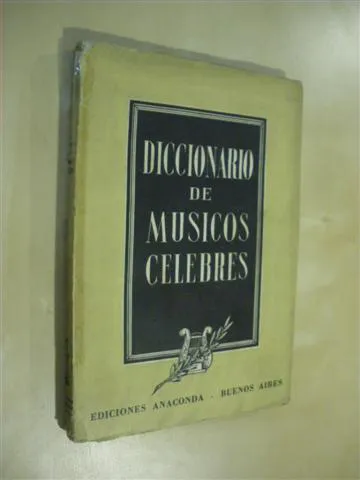 DICCIONARIO
DE
MUSICOS
CELEBRES
EDICIONES ANACONDA - BUENOS AIRES